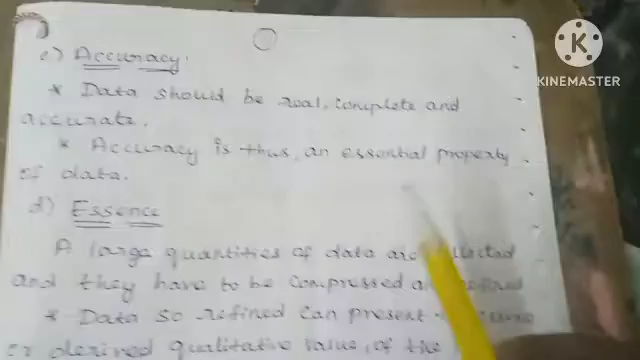 c) Accuracy:
* Data should be real, complete and
accurate.
* Accuracy is thus, an essential property
of data.
d) Essence
A large quantities of data are
and they have to be compressed
* Data so refined can present
or derived qualitative value, of the
K
KINEMASTER